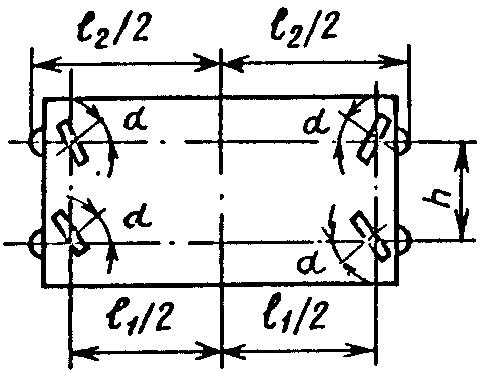 ℓ₂/2 ℓ₂/2
α α
h
α α
ℓ₁/2 ℓ₁/2